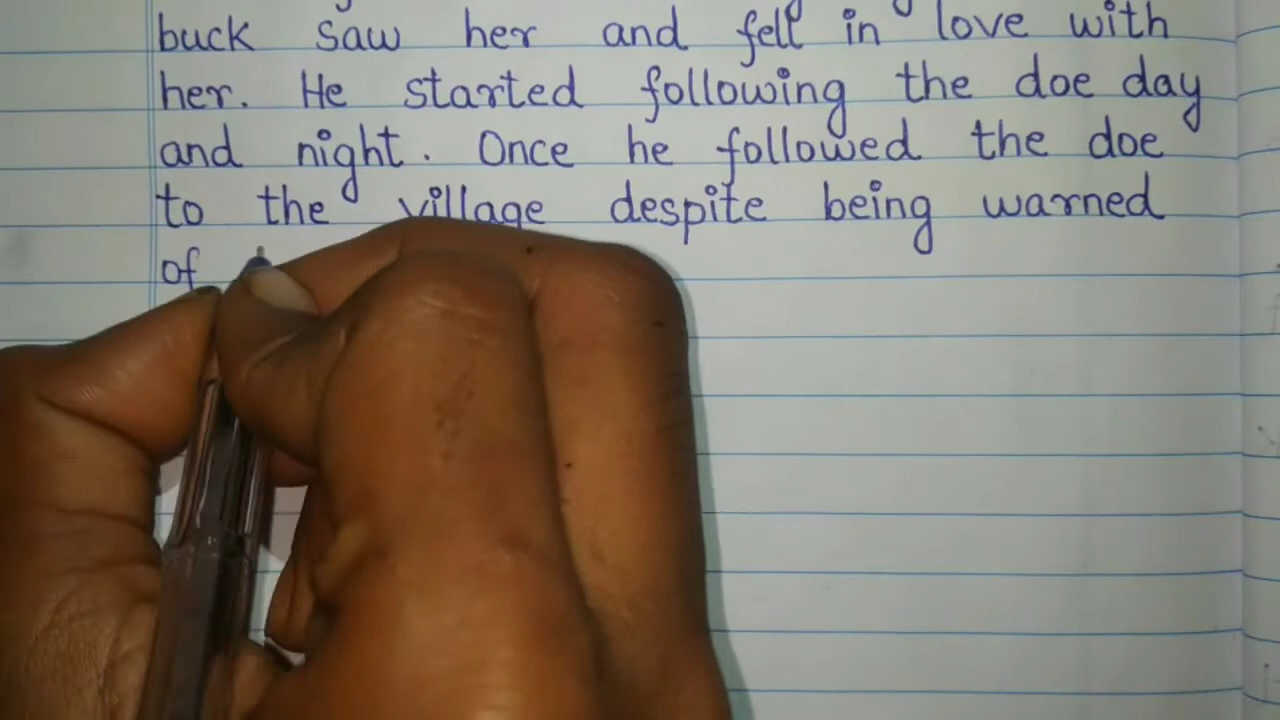 buck saw her and fell in love with
her. He started following the doe day
and night. Once he followed the doe
to the village despite being warned
of